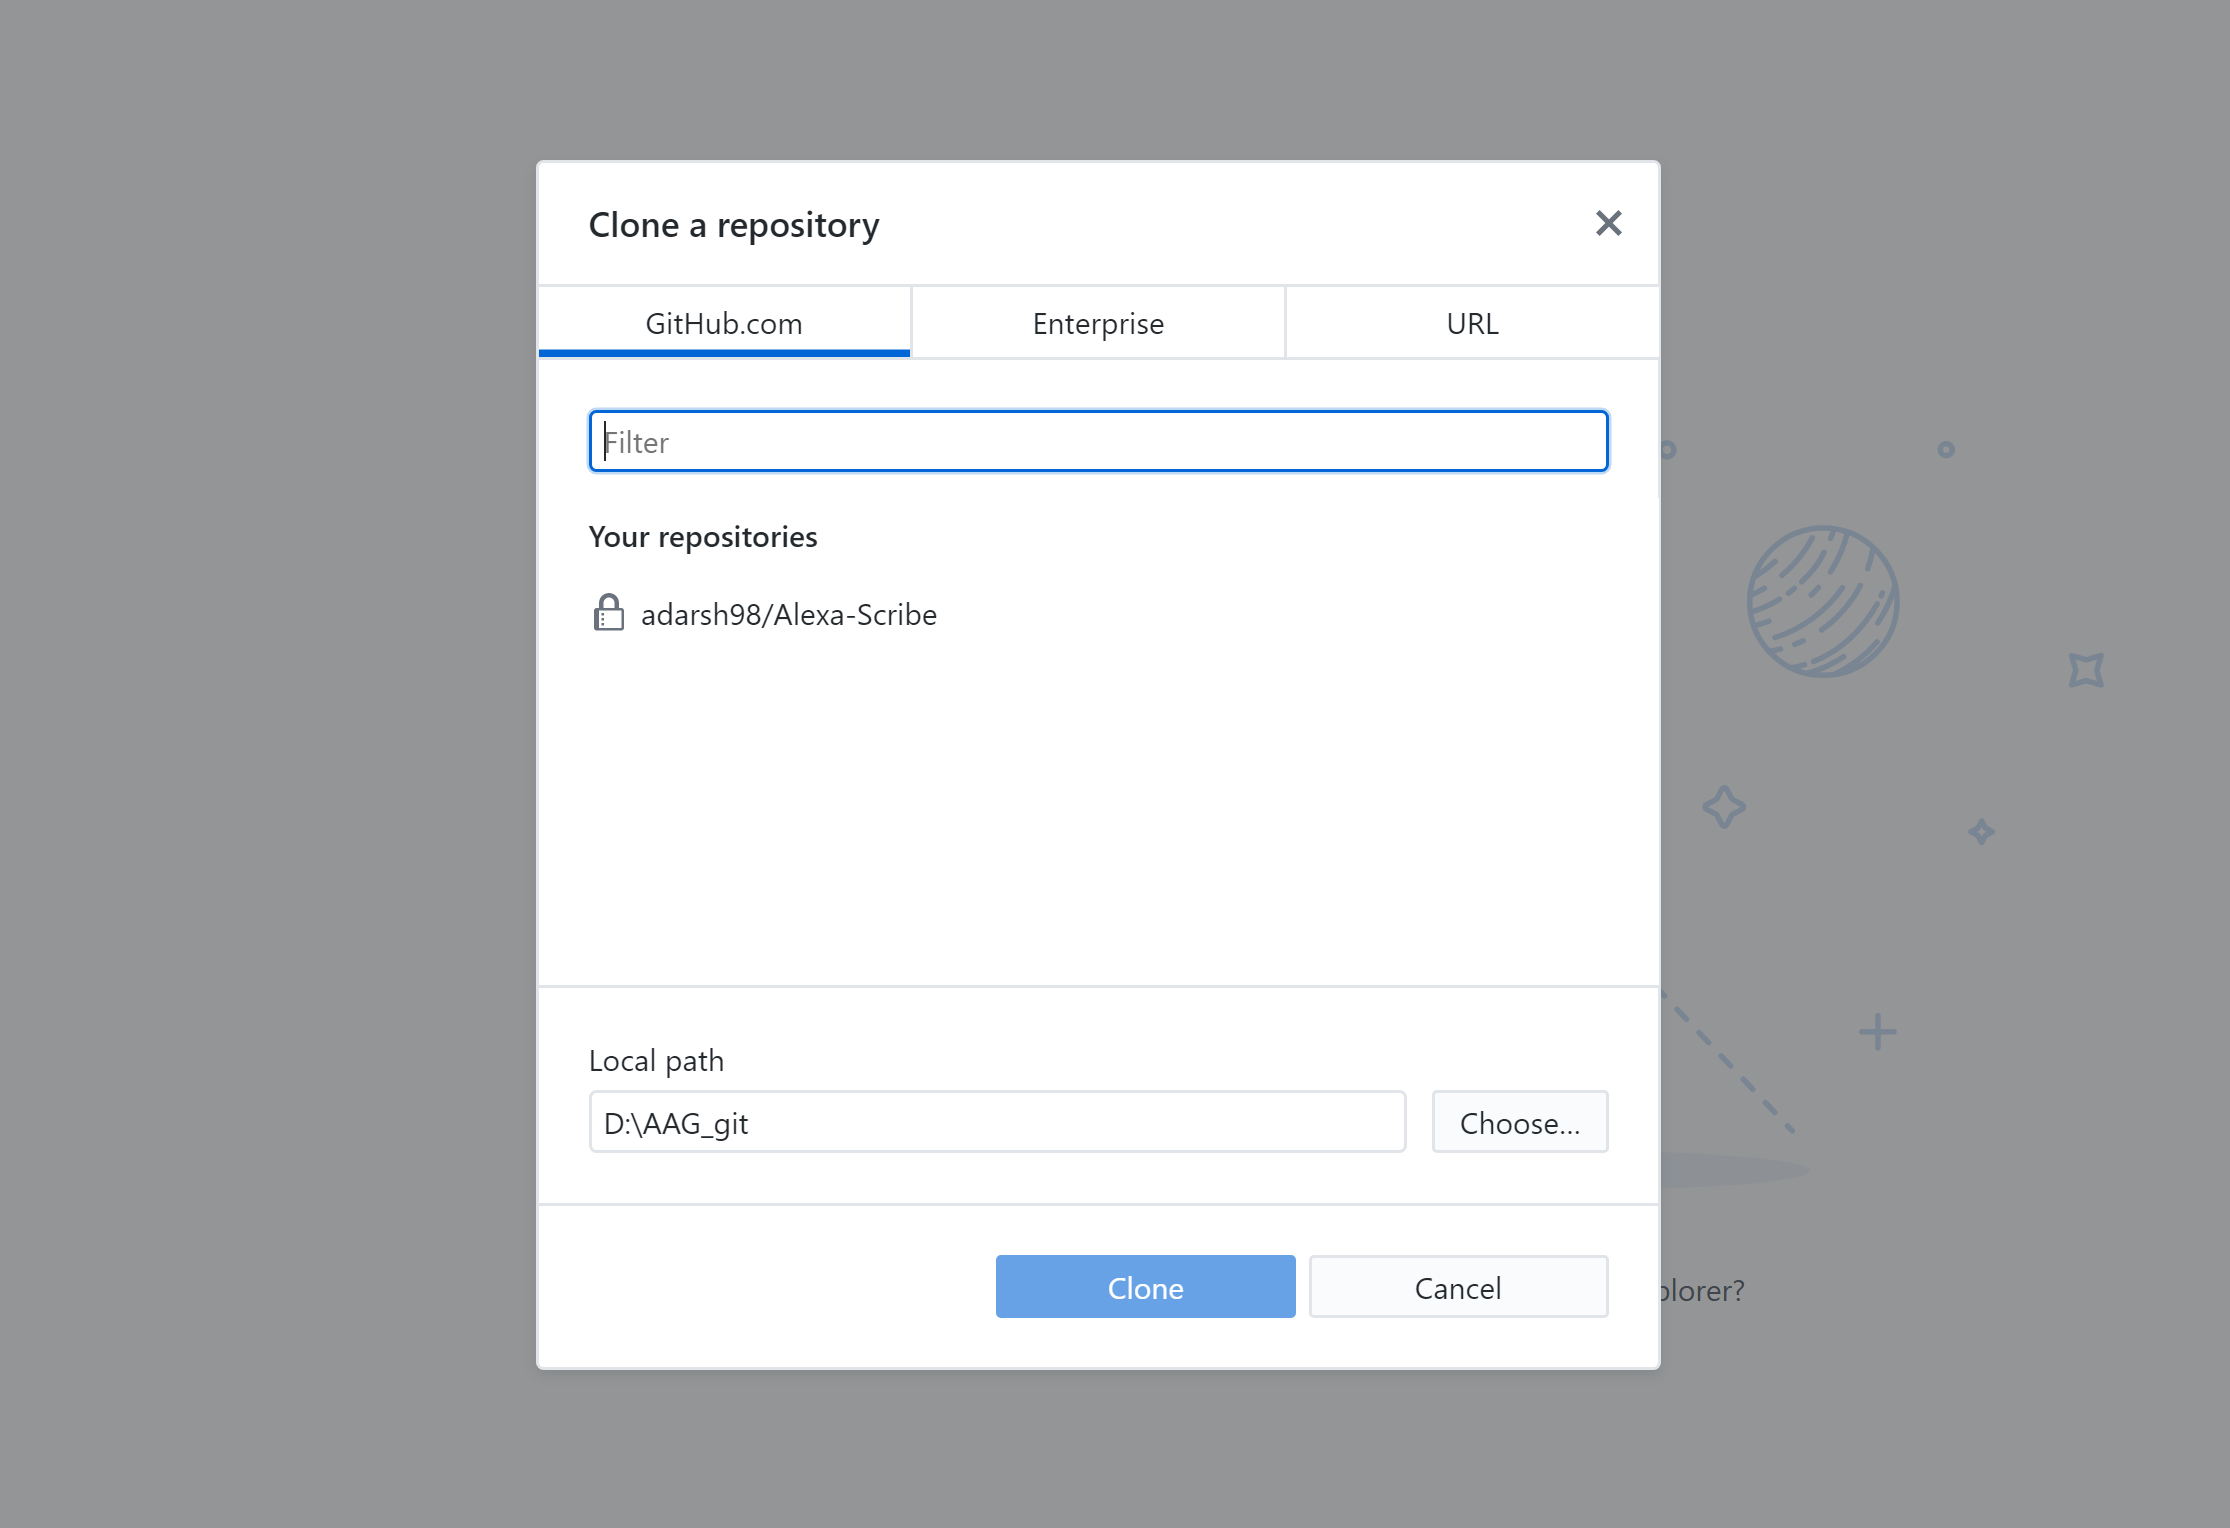 Clone a repository
GitHub.com
Enterprise
URL
Filter
Your repositories
adarsh98/Alexa-Scribe
Local path
D:\AAG_git
Choose...
Clone
Cancel
plorer?